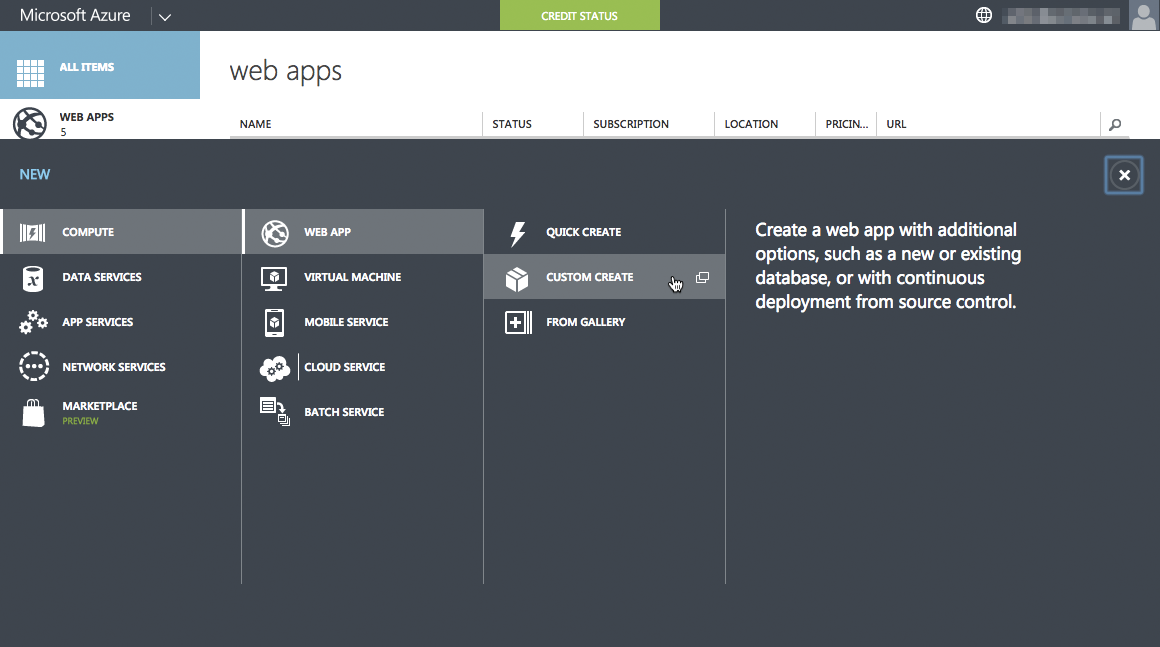 Microsoft Azure
CREDIT STATUS
ALL ITEMS
web apps
WEB APPS
5
NAME
STATUS
SUBSCRIPTION
LOCATION
PRICIN...
URL
NEW
COMPUTE
DATA SERVICES
APP SERVICES
NETWORK SERVICES
MARKETPLACE
PREVIEW
WEB APP
VIRTUAL MACHINE
MOBILE SERVICE
CLOUD SERVICE
BATCH SERVICE
QUICK CREATE
CUSTOM CREATE
FROM GALLERY
Create a web app with additional
options, such as a new or existing
database, or with continuous
deployment from source control.